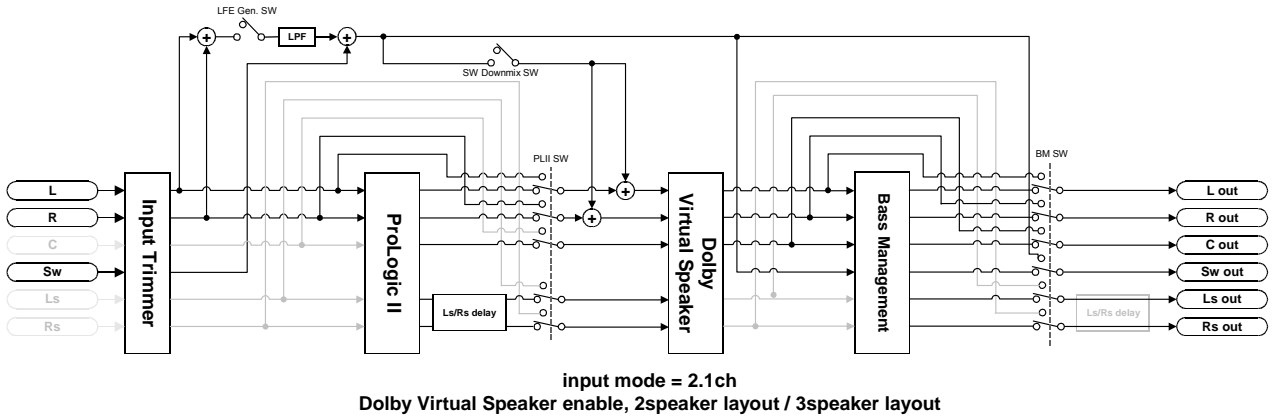 LFE Gen. SW
LPF
SW Downmix SW
PLII SW
BM SW
L
R
C
Sw
Ls
Rs
Input Trimmer
ProLogic II
Ls/Rs delay
Dolby
Virtual Speaker
Bass Management
Ls/Rs delay
L out
R out
C out
Sw out
Ls out
Rs out
input mode = 2.1ch
Dolby Virtual Speaker enable, 2speaker layout / 3speaker layout